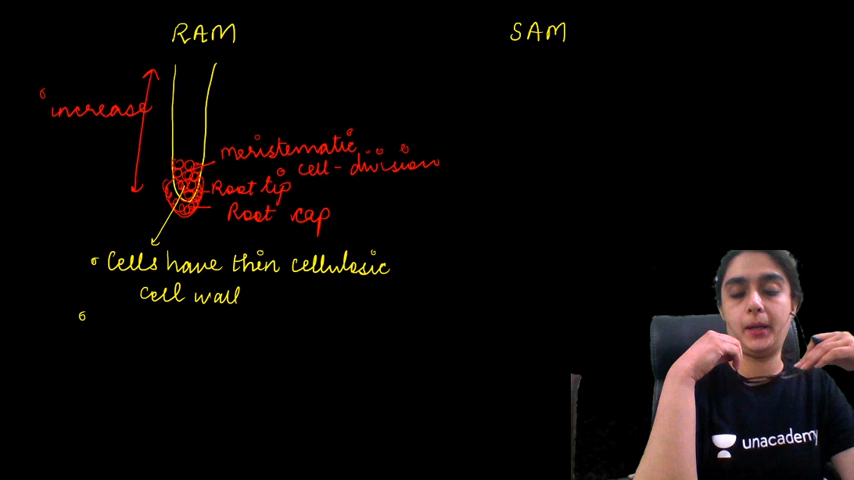 RAM
SAM
increase
meristematic
cell-division
Root tip
Root cap
Cells have thin cellulosic
cell wall
unacademy